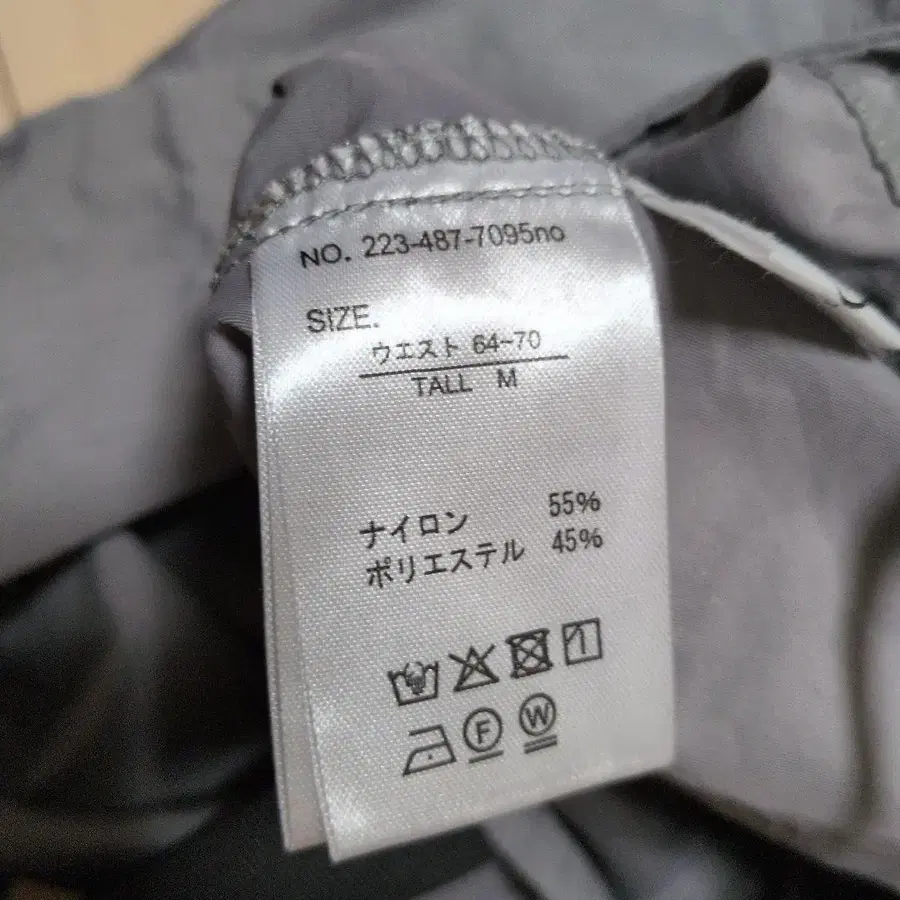 NO. 223-487-7095no
SIZE.
ウエスト 64-70
TALL M
ナイロン 55%
ポリエステル 45%
F W